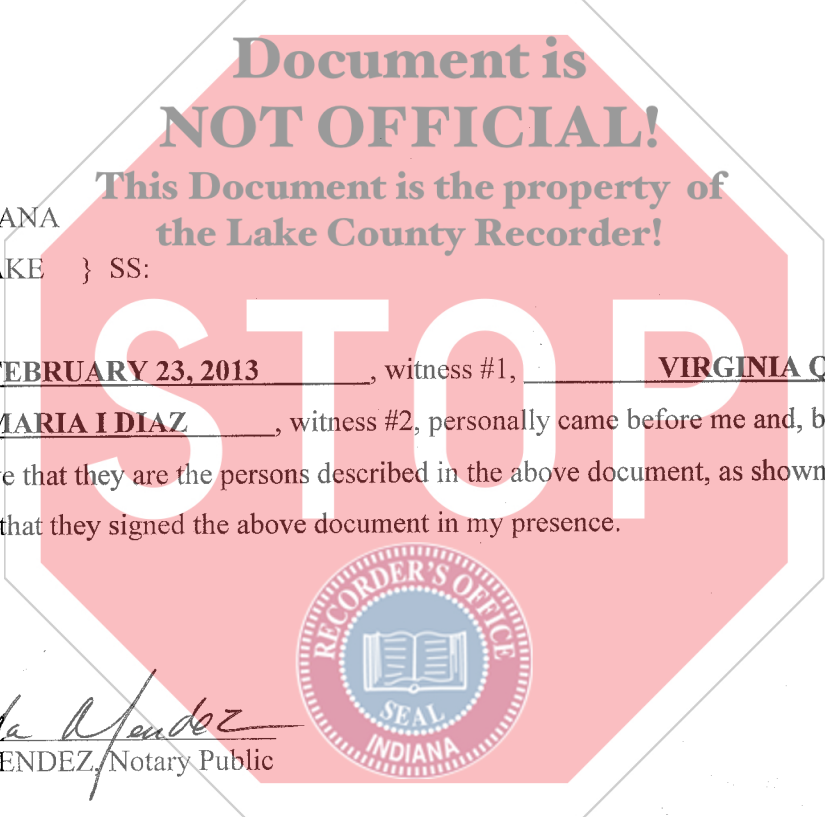 Document is
NOT OFFICIAL!
This Document is the property of
the Lake County Recorder!
ANA
AKE } SS:
STOP
FEBRUARY 23, 2013 , witness #1, VIRGINIA Q
MARIA I DIAZ , witness #2, personally came before me and, b
e that they are the persons described in the above document, as shown
that they signed the above document in my presence.
RECORDER'S OFFICE
SEAL
INDIANA
la Mendez
ENDEZ, Notary Public